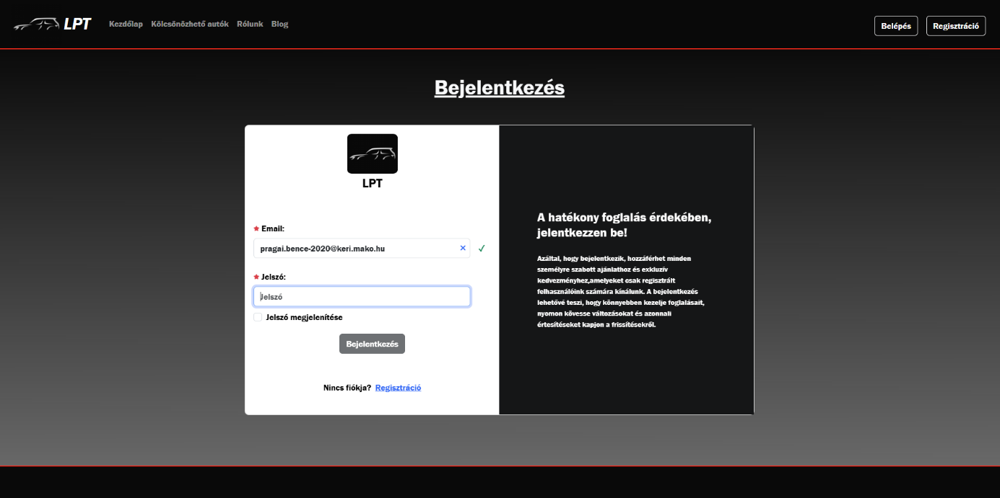 LPT
Kezdőlap Kölcsönözhető autók Rólunk Blog
Belépés Regisztráció
Bejelentkezés
LPT
★ Email:
pragai.bence-2020@keri.mako.hu
★ Jelszó:
Jelszó
Jelszó megjelenítése
Bejelentkezés
Nincs fiókja? Regisztráció
A hatékony foglalás érdekében,
jelentkezzen be!
Azáltal, hogy bejelentkezik, hozzáférhet minden
személyre szabott ajánlathoz és exkluzív
kedvezményhez,amelyeket csak regisztrált
felhasználóink számára kínálunk. A bejelentkezés
lehetővé teszi, hogy könnyebben kezelje foglalásait,
nyomon kövesse változásokat és azonnali
értesítéseket kapjon a frissítésekről.